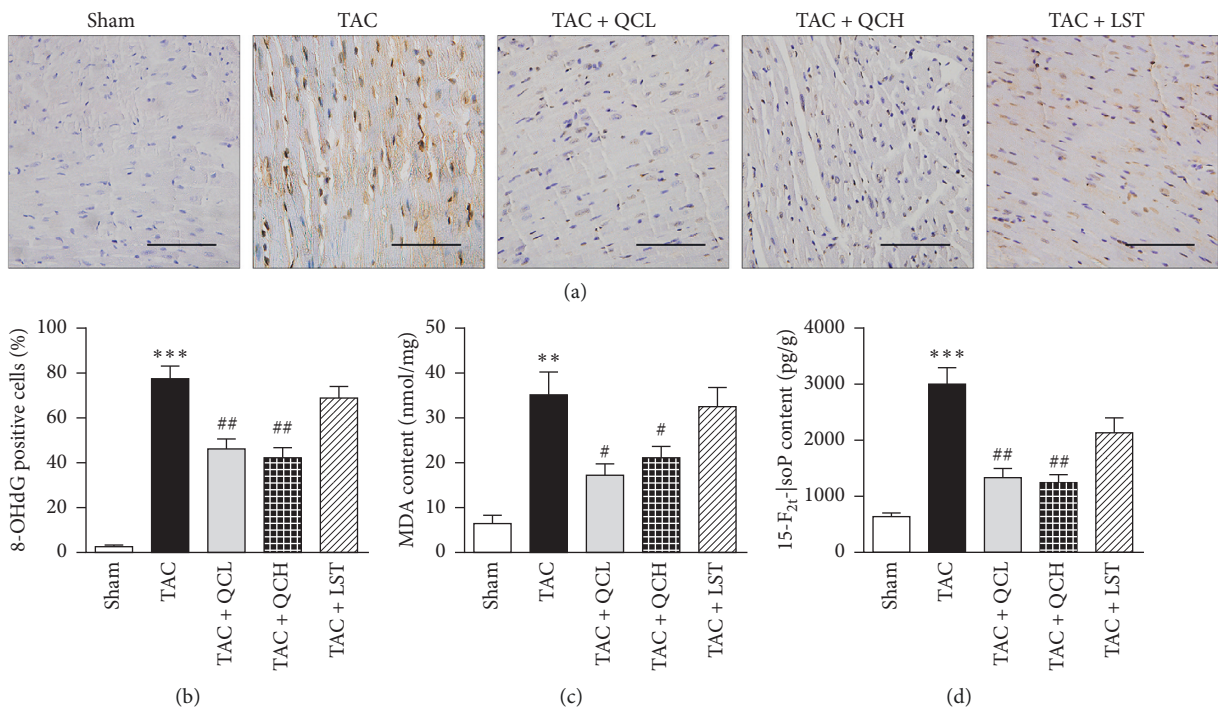 Sham TAC TAC + QCL TAC + QCH TAC + LST
(a)
8-OHdG positive cells (%)
100
80
60
40
20
0
***
##
##
Sham
TAC
TAC + QCL
TAC + QCH
TAC + LST
(b)
MDA content (nmol/mg)
50
40
30
20
10
0
**
#
#
Sham
TAC
TAC + QCL
TAC + QCH
TAC + LST
(c)
15-F2t-|soP content (pg/g)
4000
3000
2000
1000
0
***
##
##
Sham
TAC
TAC + QCL
TAC + QCH
TAC + LST
(d)